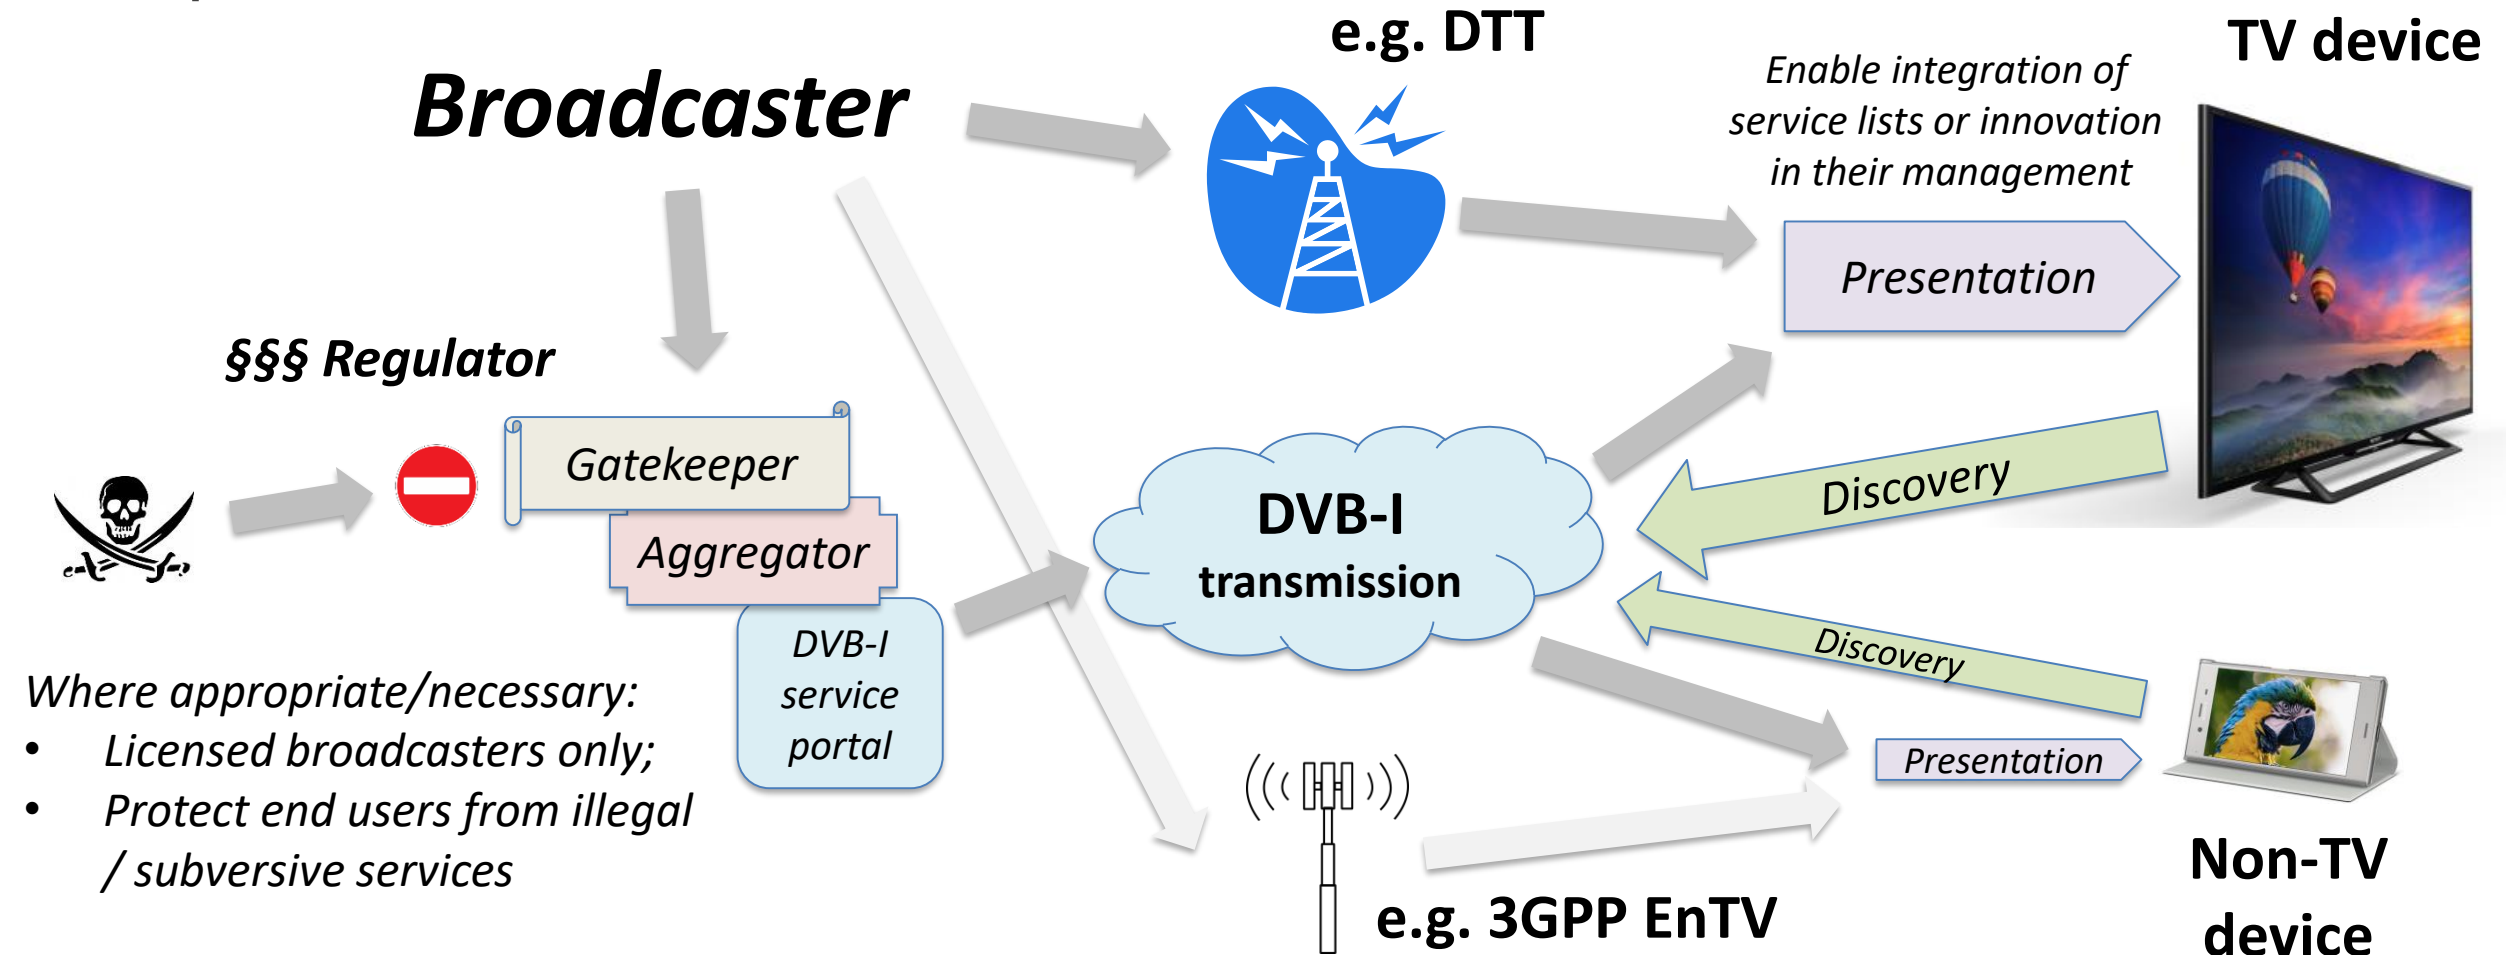 Broadcaster
e.g. DTT
TV device
Enable integration of
service lists or innovation
in their management
Presentation
§§§ Regulator
Gatekeeper
Aggregator
DVB-I
service
portal
DVB-I
transmission
Discovery
Discovery
Presentation
Where appropriate/necessary:
• Licensed broadcasters only;
• Protect end users from illegal
/ subversive services
e.g. 3GPP EnTV
Non-TV
device